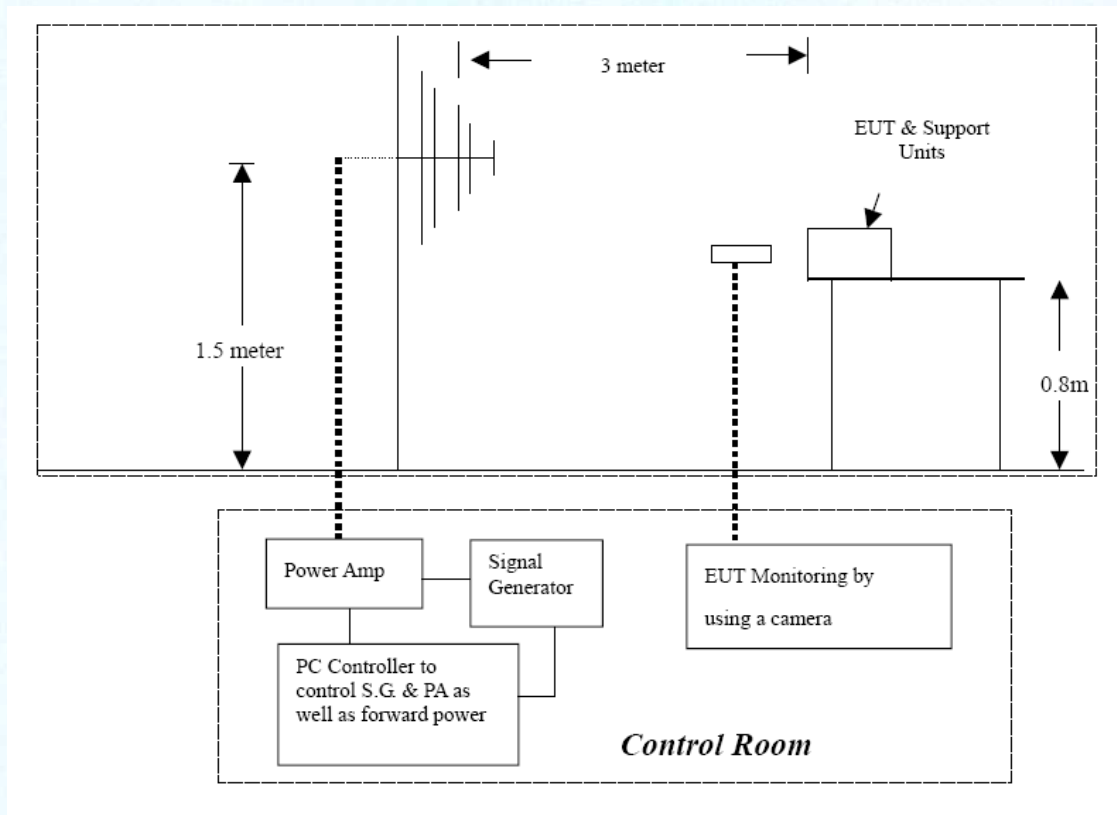 3 meter
EUT & Support
Units
1.5 meter
0.8m
Power Amp
Signal
Generator
EUT Monitoring by
using a camera
PC Controller to
control S.G. & PA as
well as forward power
Control Room